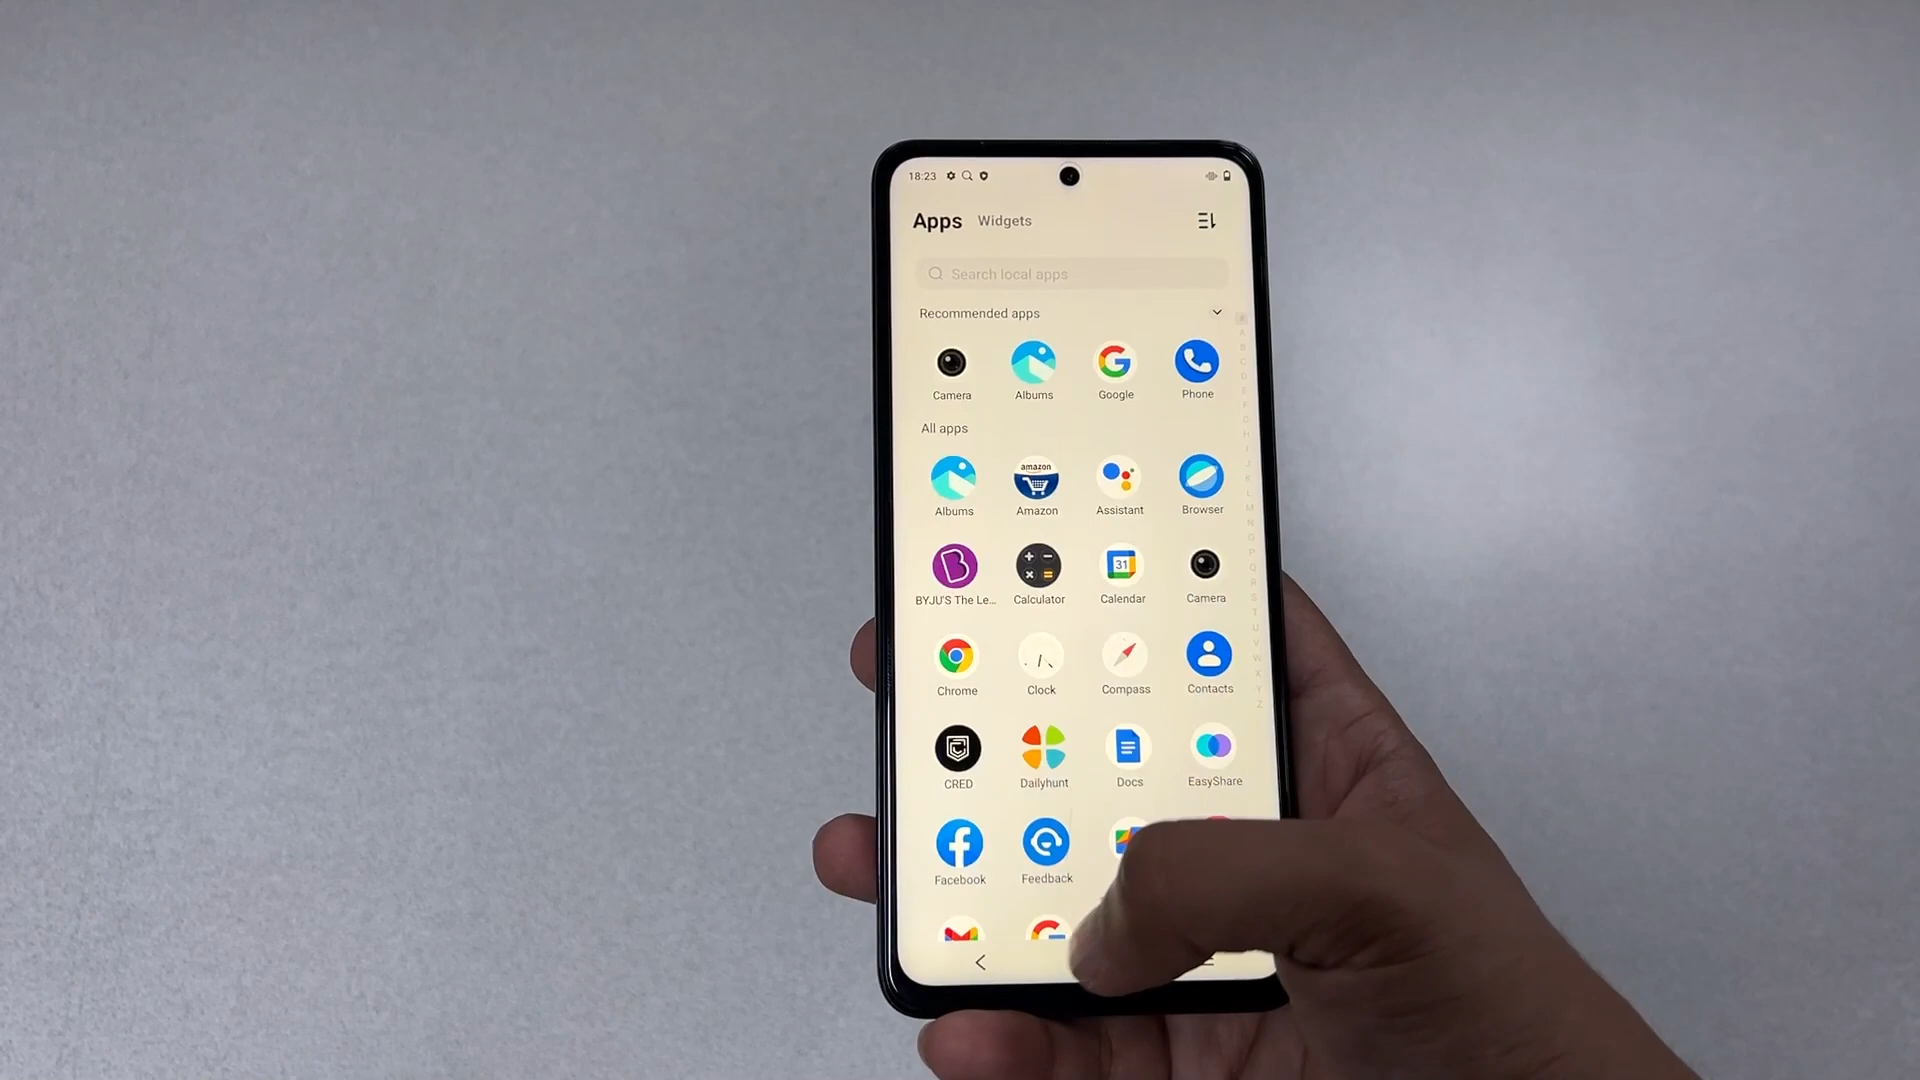 18:23
Apps Widgets
Search local apps
Recommended apps
Camera Albums Google Phone
All apps
amazon
Albums Amazon Assistant Browser
31
BYJU'S The Le... Calculator Calendar Camera
Chrome Clock Compass Contacts
CRED Dailyhunt Docs EasyShare
Facebook Feedback